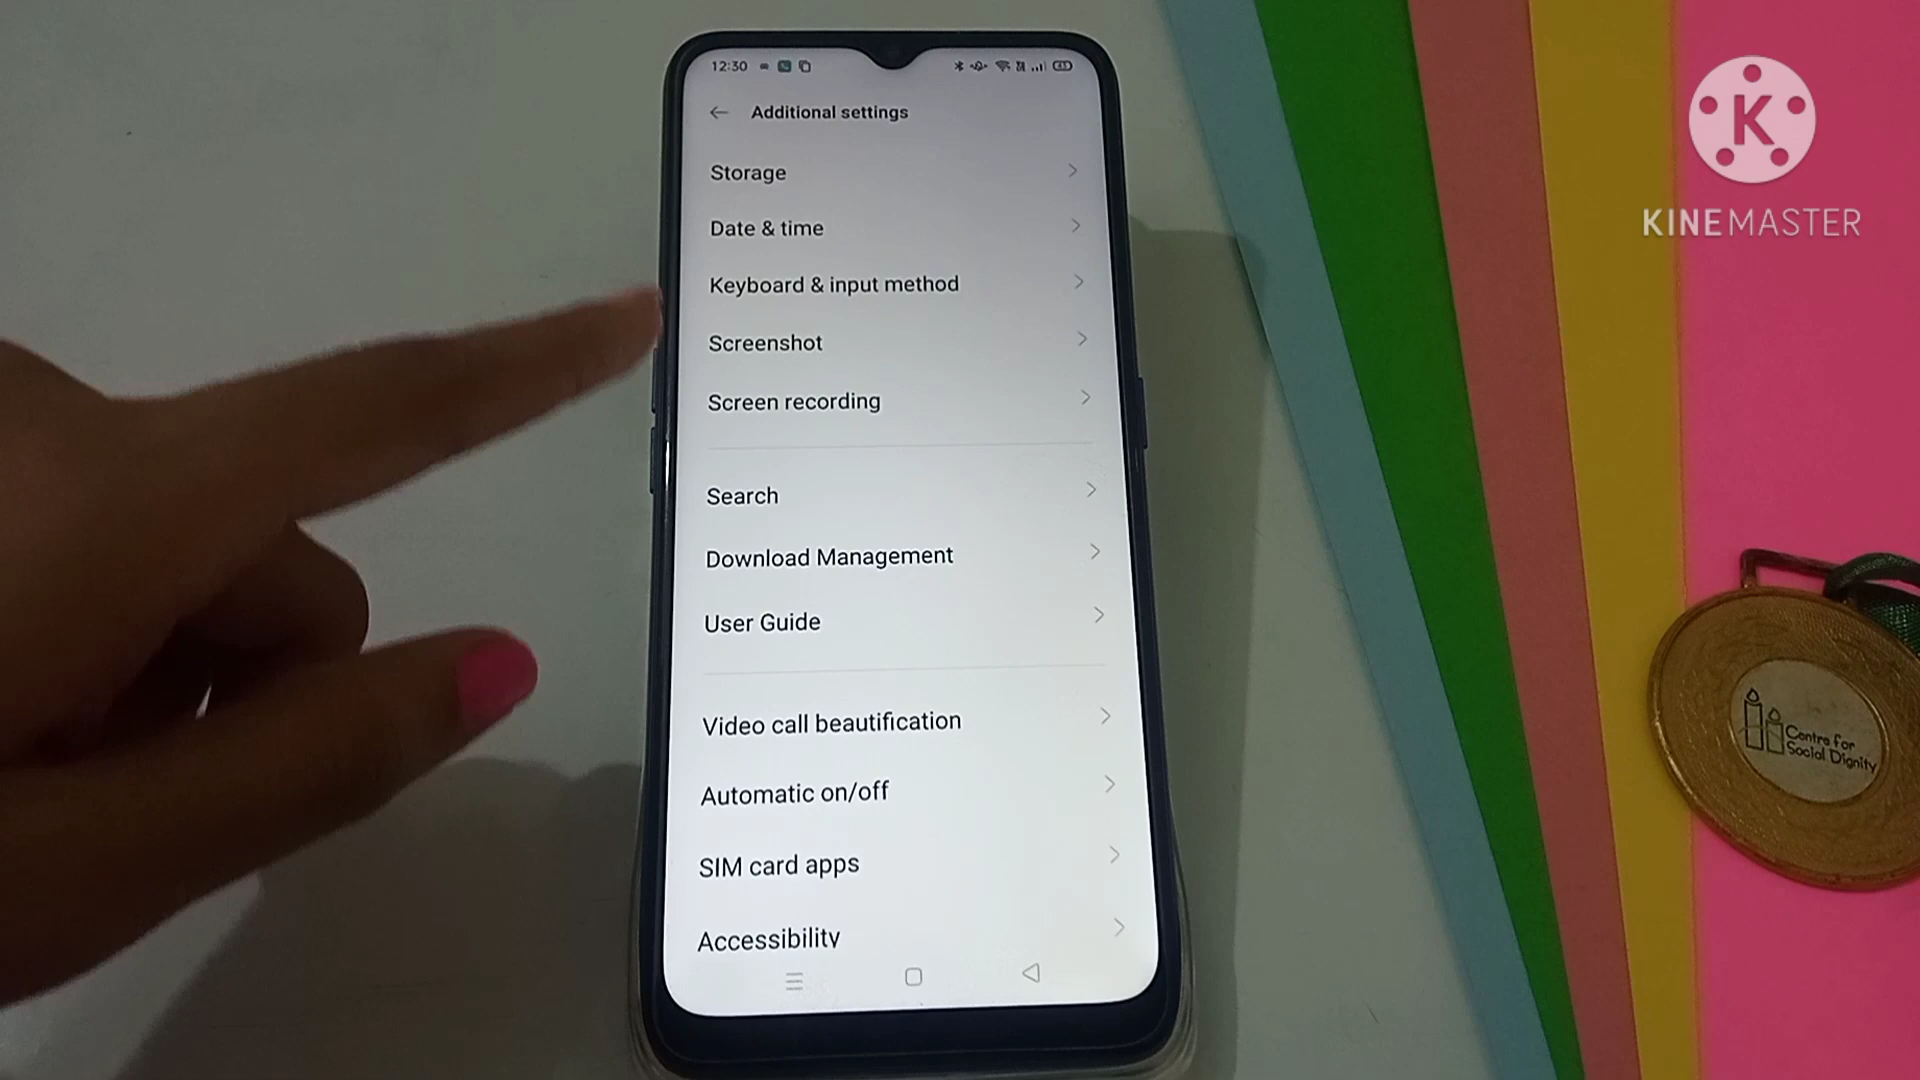 12:30
Additional settings
Storage
Date & time
Keyboard & input method
Screenshot
Screen recording
Search
Download Management
User Guide
Video call beautification
Automatic on/off
SIM card apps
Accessibility
K
KINEMASTER
Centre for
Social Dignity